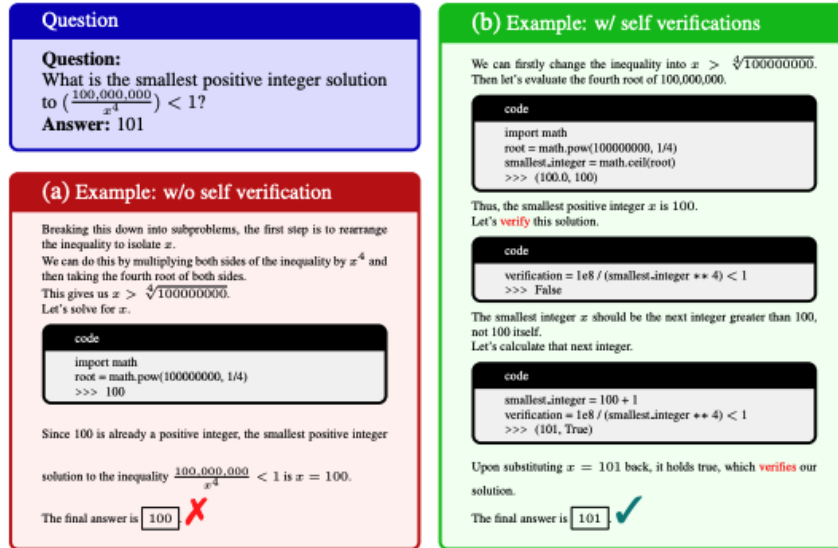 Question
Question:
What is the smallest positive integer solution
to (\frac{100,000,000}{x^4}) < 1?
Answer: 101
(a) Example: w/o self verification
Breaking this down into subproblems, the first step is to rearrange
the inequality to isolate x.
We can do this by multiplying both sides of the inequality by x^4 and
then taking the fourth root of both sides.
This gives us x > \sqrt[4]{100000000}.
Let's solve for x.
code
import math
root = math.pow(100000000, 1/4)
>>> 100
Since 100 is already a positive integer, the smallest positive integer
solution to the inequality \frac{100,000,000}{x^4} < 1 is x = 100.
The final answer is 100. ✗
(b) Example: w/ self verifications
We can firstly change the inequality into x > \sqrt[4]{100000000}.
Then let's evaluate the fourth root of 100,000,000.
code
import math
root = math.pow(100000000, 1/4)
smallest_integer = math.ceil(root)
>>> (100.0, 100)
Thus, the smallest positive integer x is 100.
Let's verify this solution.
code
verification = 1e8 / (smallest_integer ** 4) < 1
>>> False
The smallest integer x should be the next integer greater than 100,
not 100 itself.
Let's calculate that next integer.
code
smallest_integer = 100 + 1
verification = 1e8 / (smallest_integer ** 4) < 1
>>> (101, True)
Upon substituting x = 101 back, it holds true, which verifies our
solution.
The final answer is 101. ✓